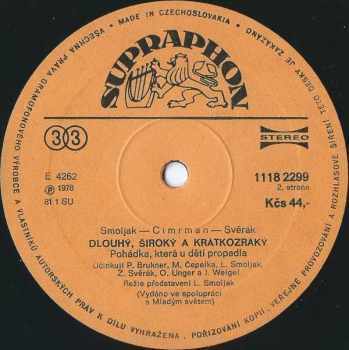 MADE IN CZECHOSLOVAKIA
VŠECHNA PRÁVA GRAMOFONOVÉHO VÝROBCE A VLASTNÍKŮ AUTORSKÝCH PRÁV K DÍLU VYHRAŽENA. POŘIZOVÁNÍ KOPIÍ, VEŘEJNÉ PROVOZOVÁNÍ A ROZHLASOVÉ ŠÍŘENÍ TÉTO DESKY JE ZAKÁZÁNO
SUPRAPHON
33
STEREO
E 4262
℗ 1978
81 1 SU
1118 2299
2. strana
Kčs 44,-
Smoljak — Cimrman — Svěrák
DLOUHÝ, ŠIROKÝ A KRÁTKOZRAKÝ
Pohádka, která u dětí propadla
Účinkují P. Brukner, M. Čepelka, L. Smoljak,
Z. Svěrák, O. Unger a J. Weigel
Režie představení L. Smoljak
(Vydáno ve spolupráci
s Mladým světem)